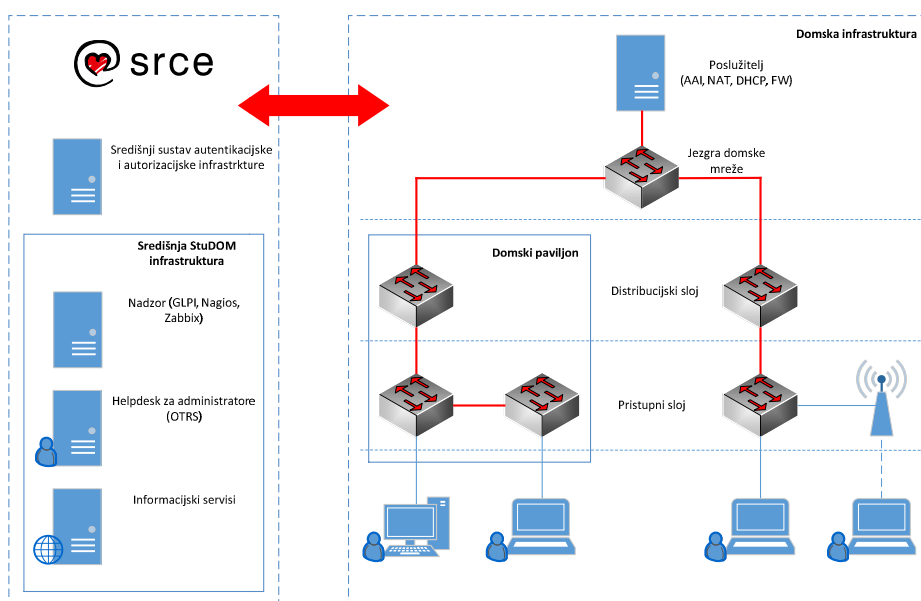 srce
Središnji sustav autentikacijske
i autorizacijske infrastrkture
Središnja StuDOM
infrastruktura
Nadzor (GLPI, Nagios,
Zabbix)
Helpdesk za administratore
(OTRS)
Informacijski servisi
Domska infrastruktura
Poslužitelj
(AAI, NAT, DHCP, FW)
Jezgra domske
mreže
Domski paviljon
Distribucijski sloj
Pristupni sloj